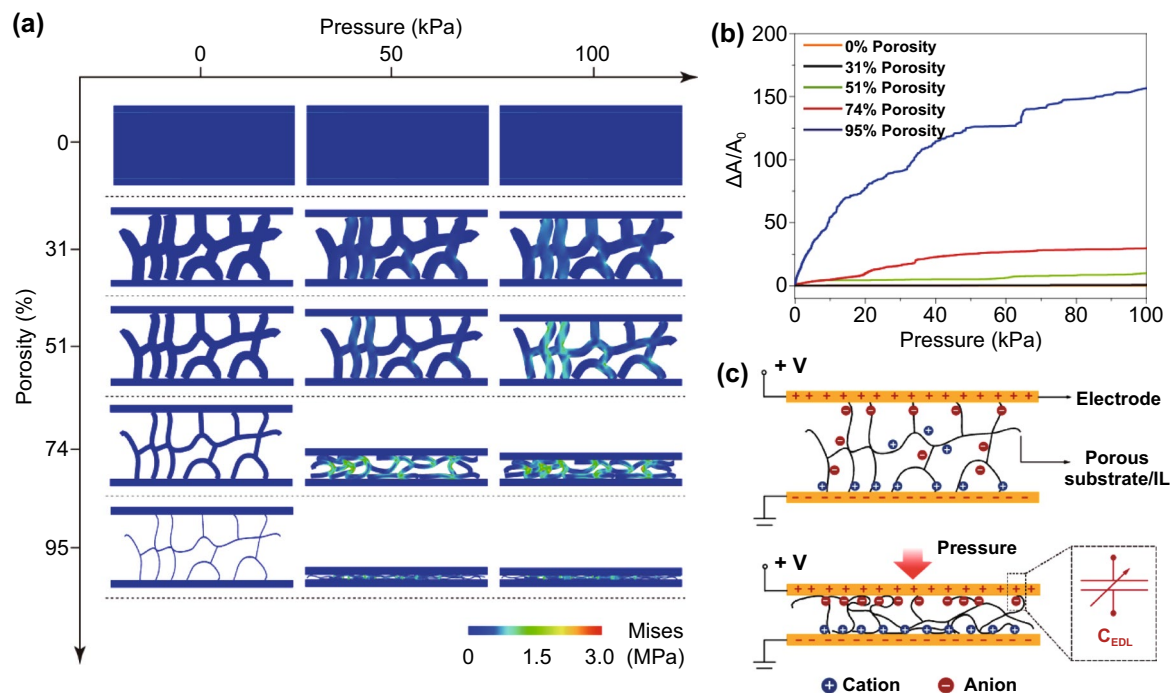 (a)
Pressure (kPa)
0
50
100
Porosity (%)
0
31
51
74
95
Mises
(MPa)
0
1.5
3.0
(b)
200
150
100
50
0
ΔA/A₀
0% Porosity
31% Porosity
51% Porosity
74% Porosity
95% Porosity
0
20
40
60
80
100
Pressure (kPa)
(c)
+ V
Electrode
Porous
substrate/IL
+ V
Pressure
C_EDL
Cation
Anion